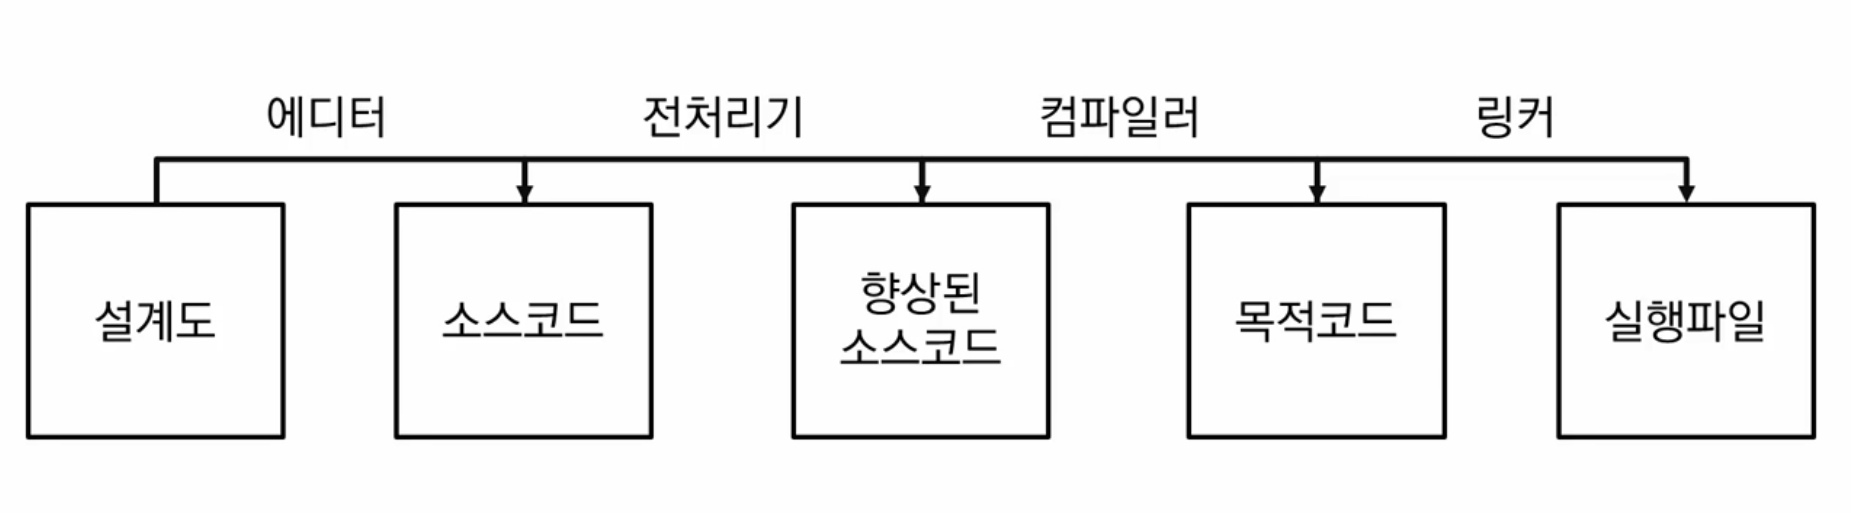 에디터
전처리기
컴파일러
링커
설계도
소스코드
향상된
소스코드
목적코드
실행파일